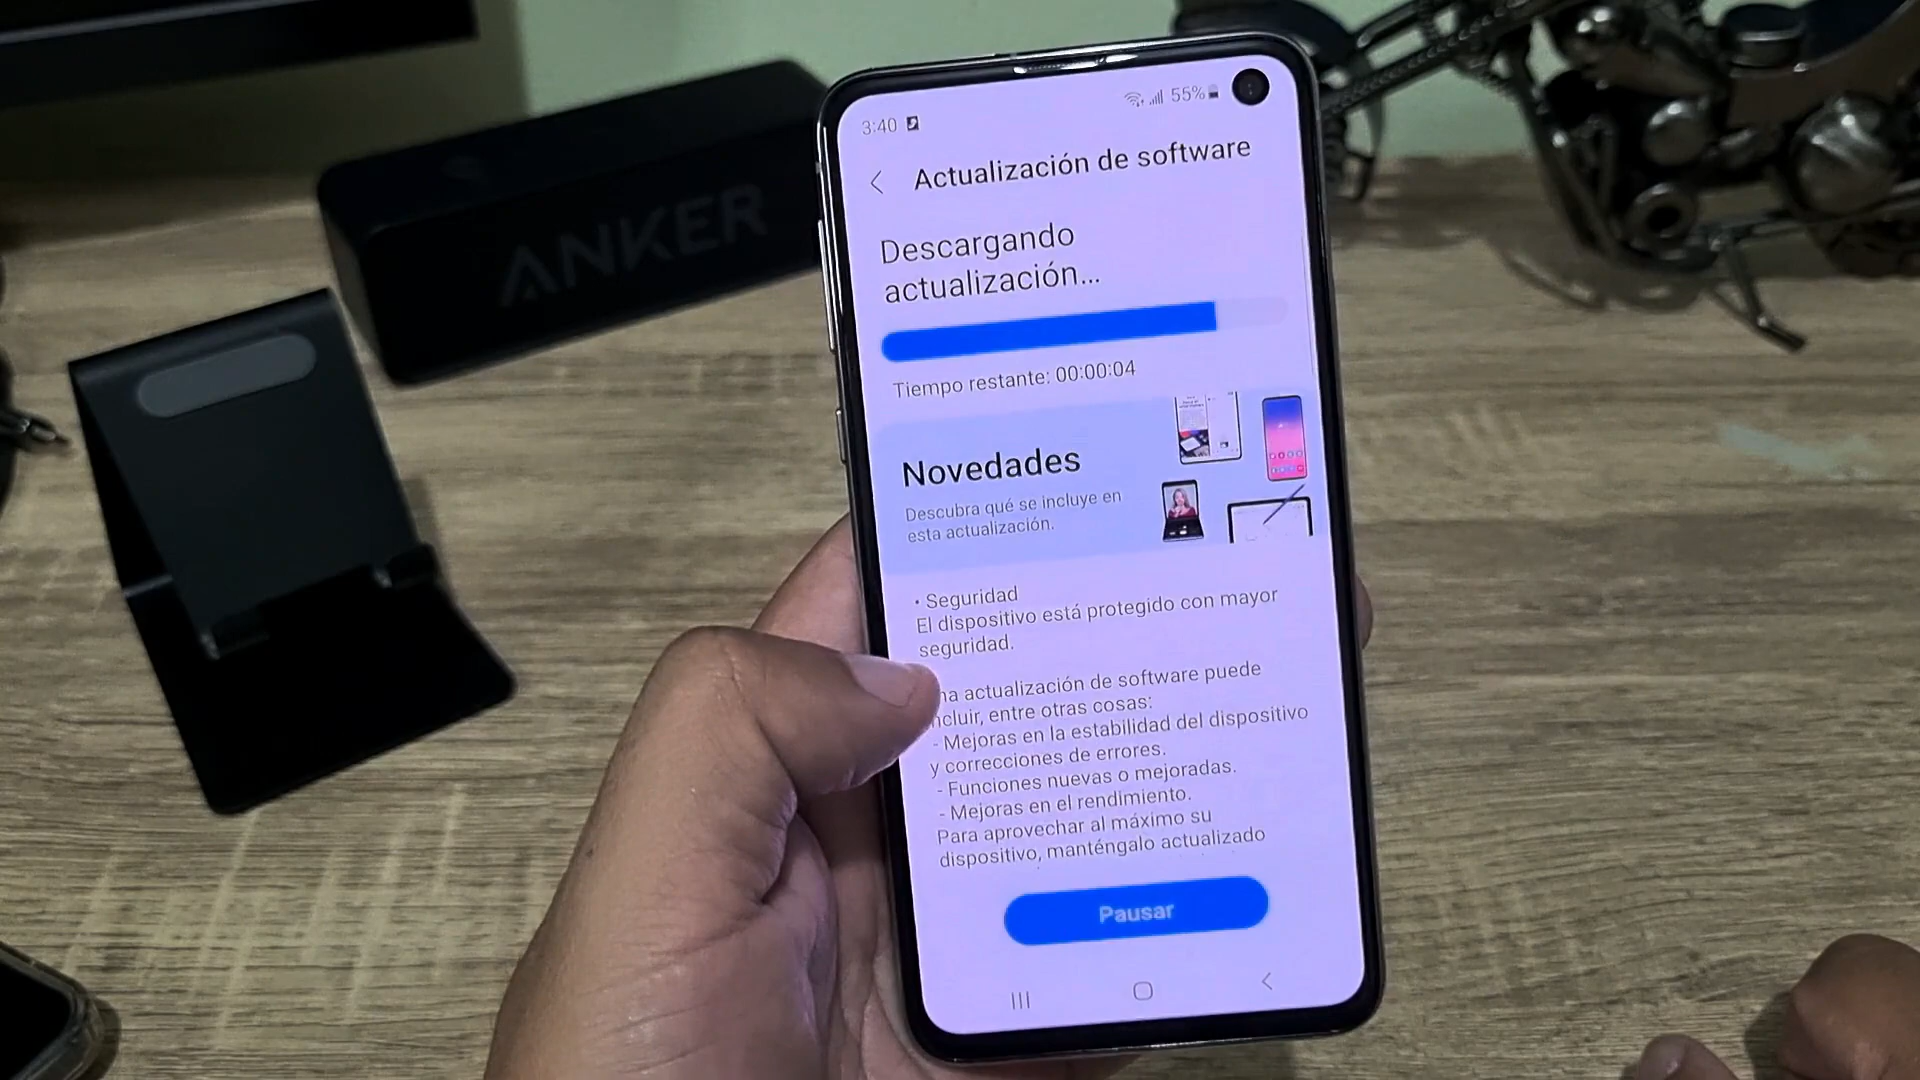 ANKER
3:40
55%
Actualización de software
Descargando
actualización...
Tiempo restante: 00:00:04
Novedades
Descubra qué se incluye en
esta actualización.
• Seguridad
El dispositivo está protegido con mayor
seguridad.
na actualización de software puede
ncluir, entre otras cosas:
- Mejoras en la estabilidad del dispositivo
y correcciones de errores.
- Funciones nuevas o mejoradas.
- Mejoras en el rendimiento.
Para aprovechar al máximo su
dispositivo, manténgalo actualizado
Pausar